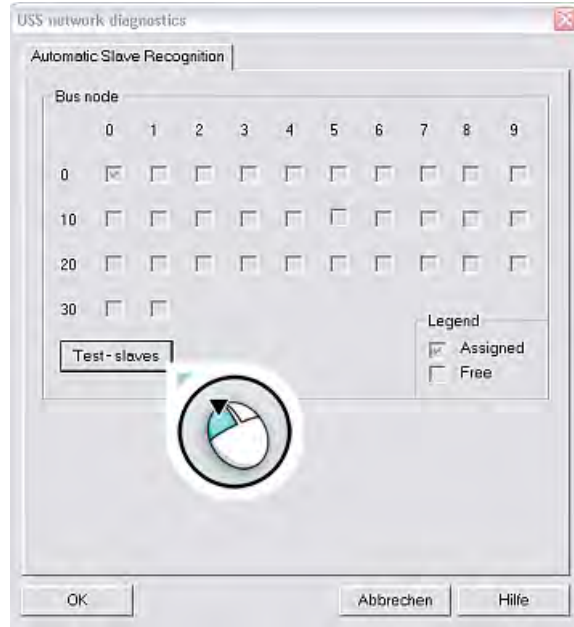 USS network diagnostics
Automatic Slave Recognition
Bus node
0 1 2 3 4 5 6 7 8 9
0
10
20
30
Legend
Assigned
Free
Test-slaves
OK Abbrechen Hilfe